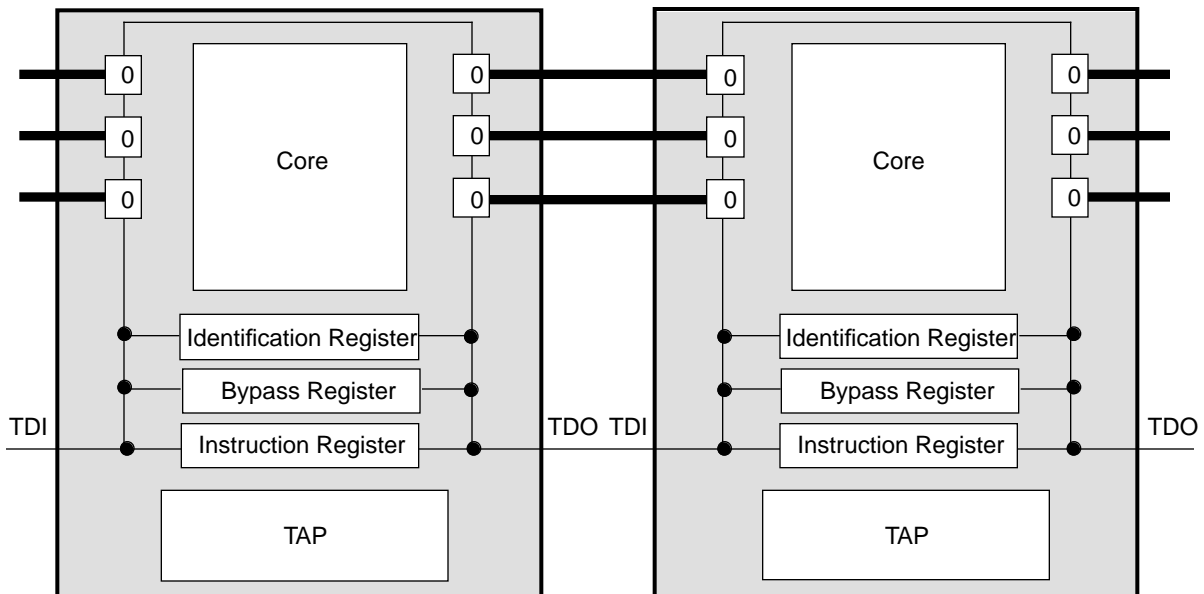 0 0 0 0
0 0 0 0
0 0 0 0
Core Core
Identification Register Identification Register
Bypass Register Bypass Register
TDI TDO TDI TDO
Instruction Register Instruction Register
TAP TAP